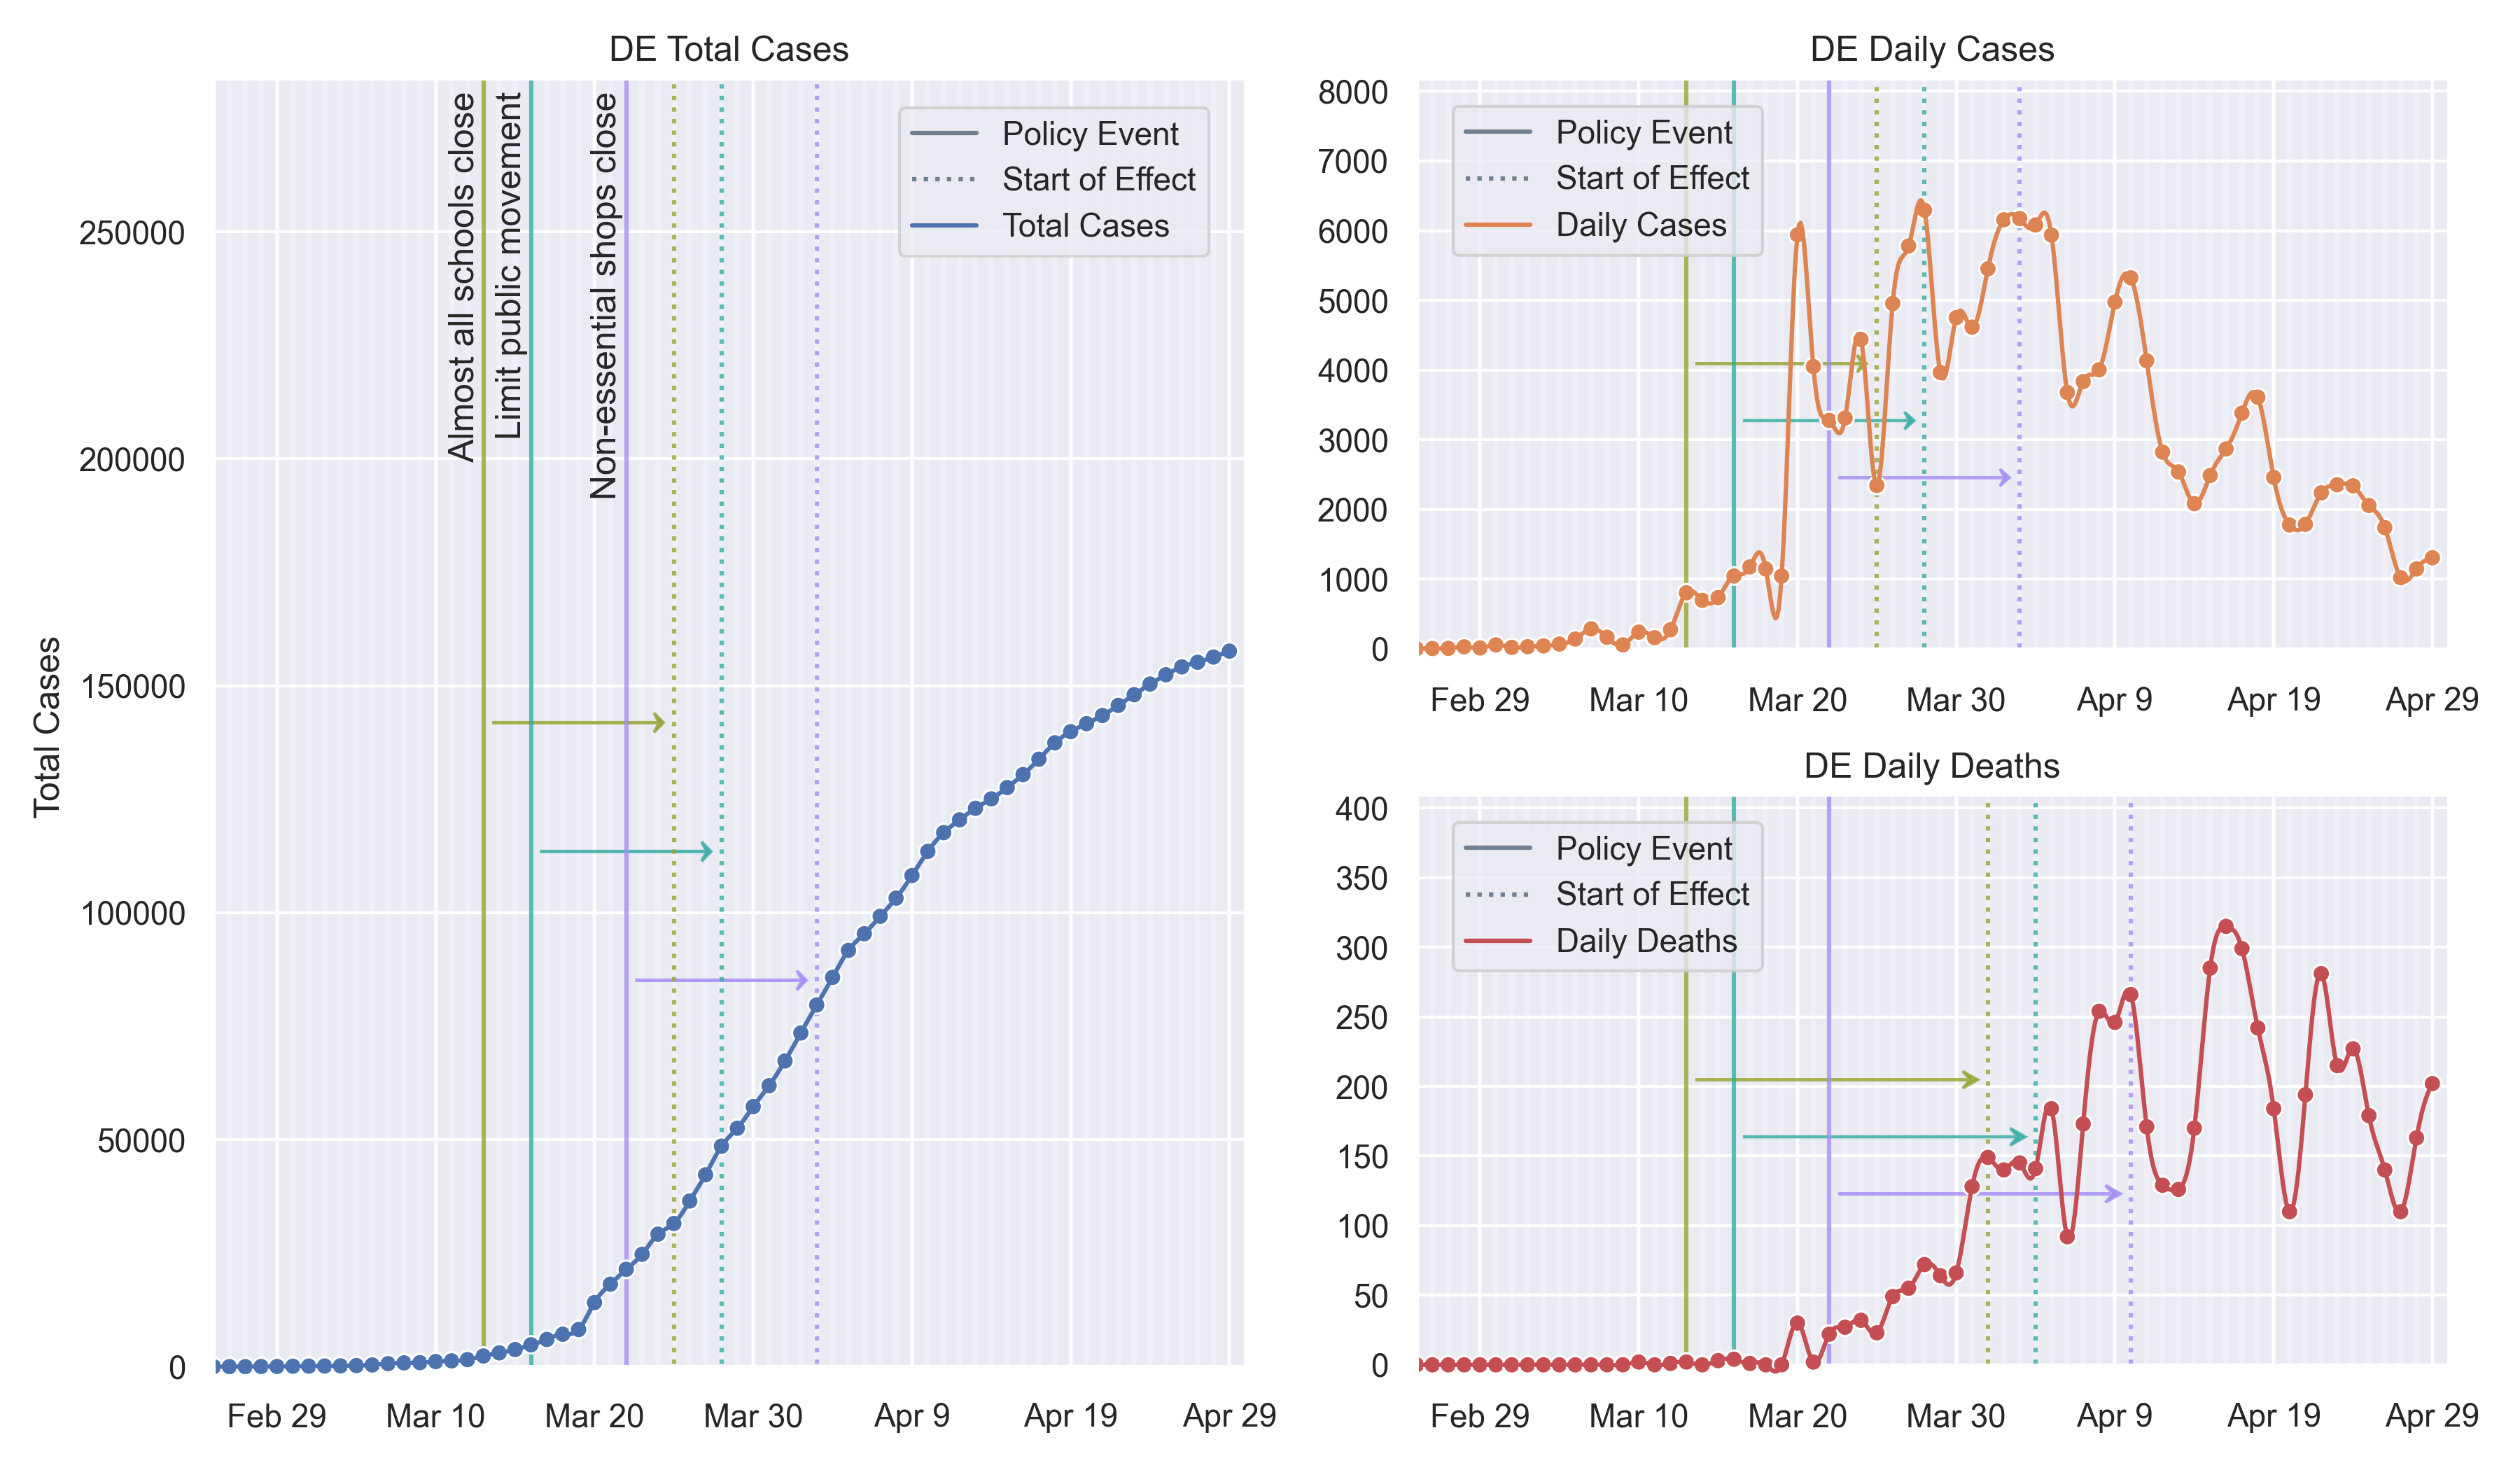 DE Total Cases
Almost all schools close
Limit public movement
Non-essential shops close
Policy Event
Start of Effect
Total Cases
Total Cases
250000
200000
150000
100000
50000
0
Feb 29
Mar 10
Mar 20
Mar 30
Apr 9
Apr 19
Apr 29
DE Daily Cases
Policy Event
Start of Effect
Daily Cases
8000
7000
6000
5000
4000
3000
2000
1000
0
Feb 29
Mar 10
Mar 20
Mar 30
Apr 9
Apr 19
Apr 29
DE Daily Deaths
Policy Event
Start of Effect
Daily Deaths
400
350
300
250
200
150
100
50
0
Feb 29
Mar 10
Mar 20
Mar 30
Apr 9
Apr 19
Apr 29